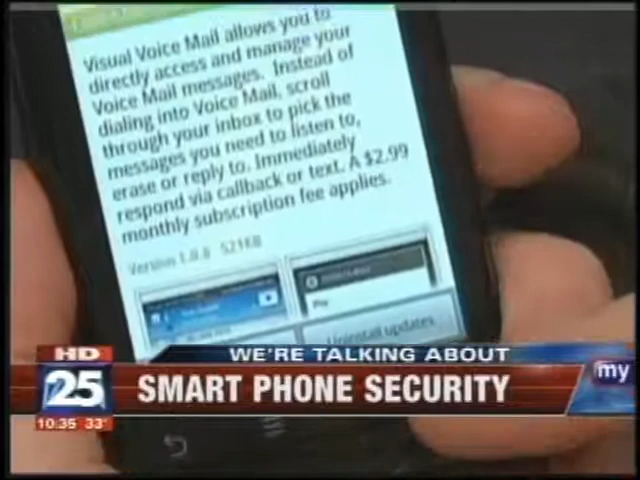 Visual Voice Mail allows you to
directly access and manage your
Voice Mail messages. Instead of
dialing into Voice Mail, scroll
through your inbox to pick the
messages you need to listen to,
erase or reply to. Immediately
respond via callback or text. A $2.99
monthly subscription fee applies.
Version 1.0.8 521KB
Uninstall updates
HD
25
10:35 33°
WE'RE TALKING ABOUT
SMART PHONE SECURITY
my